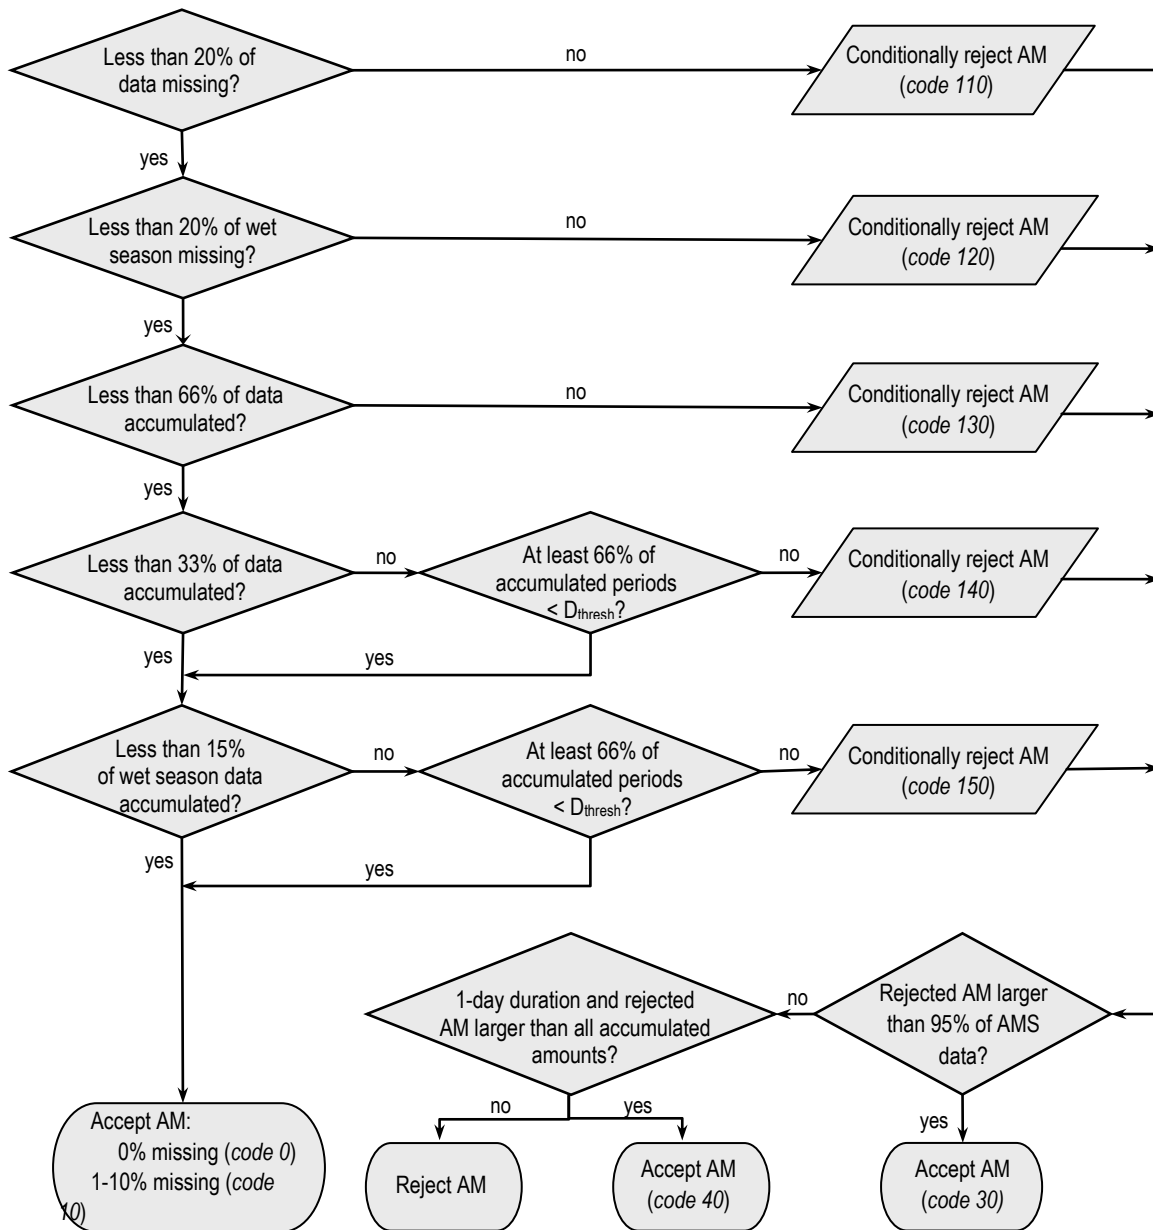 Less than 20% of
data missing?
no
Conditionally reject AM
(code 110)
yes
Less than 20% of wet
season missing?
no
Conditionally reject AM
(code 120)
yes
Less than 66% of data
accumulated?
no
Conditionally reject AM
(code 130)
yes
Less than 33% of data
accumulated?
no
At least 66% of
accumulated periods
< Dthresh?
no
Conditionally reject AM
(code 140)
yes
yes
Less than 15%
of wet season data
accumulated?
no
At least 66% of
accumulated periods
< Dthresh?
no
Conditionally reject AM
(code 150)
yes
yes
1-day duration and rejected
AM larger than all accumulated
amounts?
no
Rejected AM larger
than 95% of AMS
data?
no
yes
yes
Accept AM:
0% missing (code 0)
1-10% missing (code
10)
Reject AM
Accept AM
(code 40)
Accept AM
(code 30)